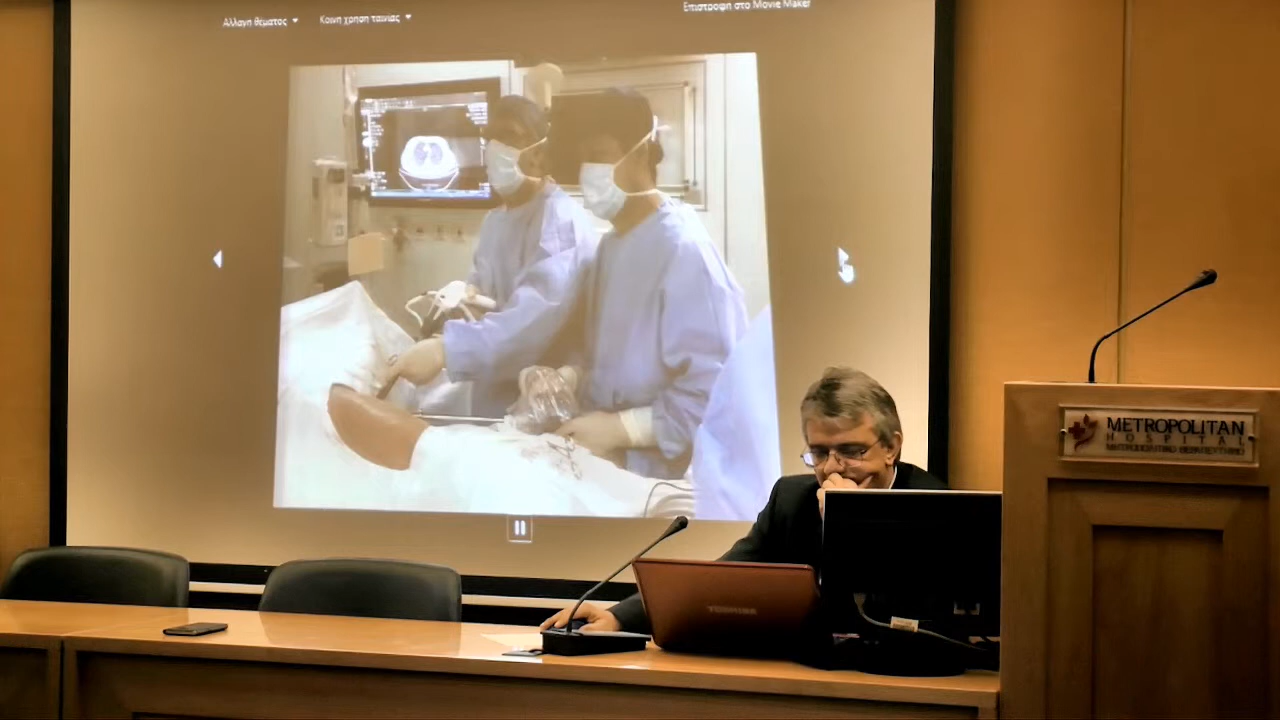 Αλλαγή θέματος
Κοινή χρήση ταινίας
Επιστροφή στο Movie Maker
METROPOLITAN
HOSPITAL
TOSHIBA